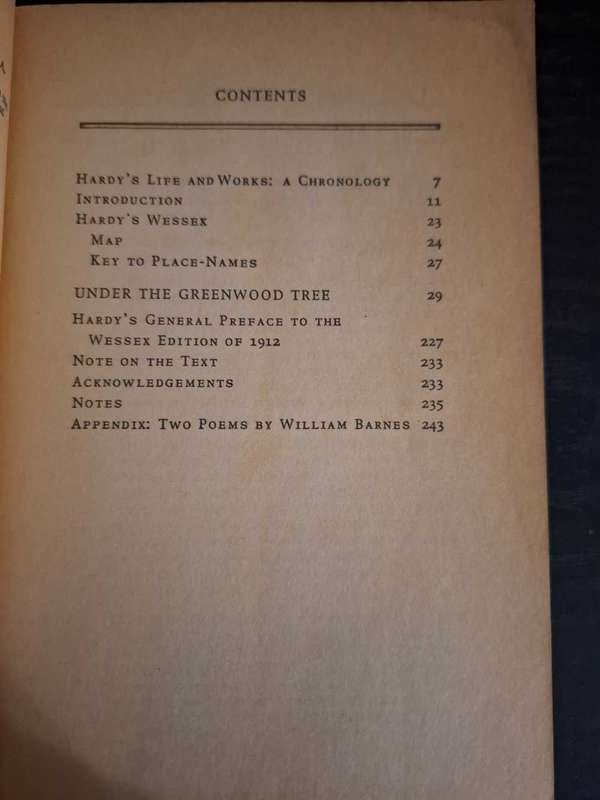 CONTENTS
HARDY'S LIFE AND WORKS: A CHRONOLOGY 7
INTRODUCTION 11
HARDY'S WESSEX 23
MAP 24
KEY TO PLACE-NAMES 27
UNDER THE GREENWOOD TREE 29
HARDY'S GENERAL PREFACE TO THE
WESSEX EDITION OF 1912 227
NOTE ON THE TEXT 233
ACKNOWLEDGEMENTS 233
NOTES 235
APPENDIX: TWO POEMS BY WILLIAM BARNES 243